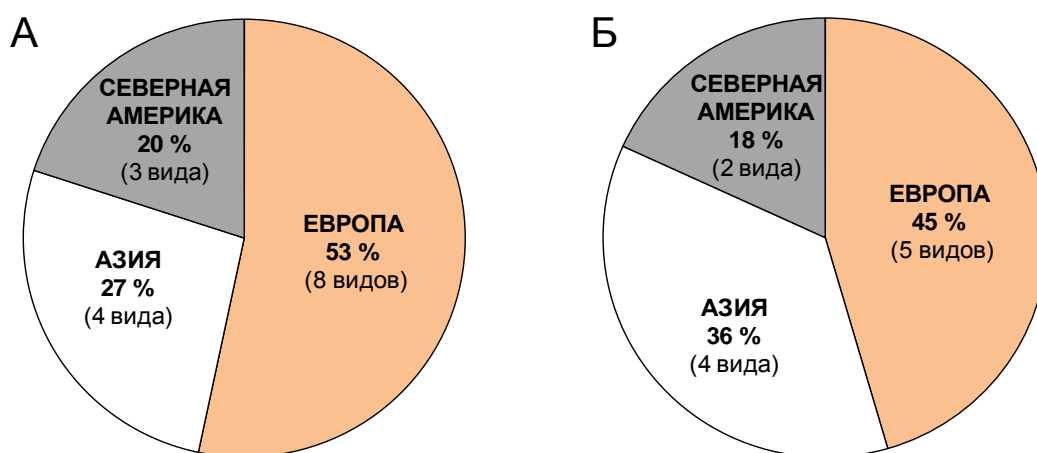 А
СЕВЕРНАЯ
АМЕРИКА
20 %
(3 вида)
ЕВРОПА
53 %
(8 видов)
АЗИЯ
27 %
(4 вида)
Б
СЕВЕРНАЯ
АМЕРИКА
18 %
(2 вида)
ЕВРОПА
45 %
(5 видов)
АЗИЯ
36 %
(4 вида)